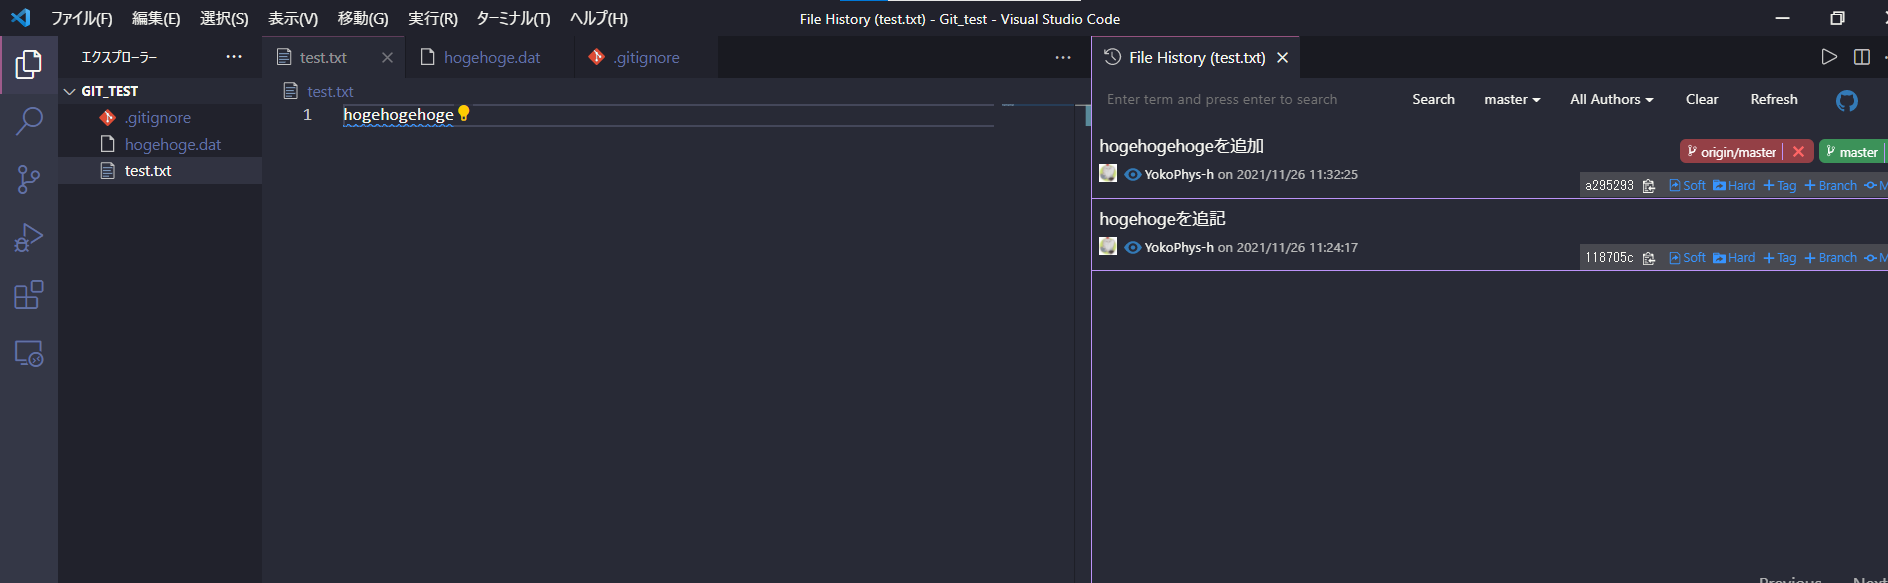 ファイル(F) 編集(E) 選択(S) 表示(V) 移動(G) 実行(R) ターミナル(T) ヘルプ(H) File History (test.txt) - Git_test - Visual Studio Code
エクスプローラー ···
GIT_TEST
.gitignore
hogehoge.dat
test.txt
test.txt hogehoge.dat .gitignore ···
test.txt
1 hogehogehoge
File History (test.txt)
Enter term and press enter to search Search master All Authors Clear Refresh
hogehogehogeを追加
origin/master master
YokoPhys-h on 2021/11/26 11:32:25
a295293 Soft Hard + Tag + Branch M
hogehogeを追記
YokoPhys-h on 2021/11/26 11:24:17
118705c Soft Hard + Tag + Branch M
Previous Next